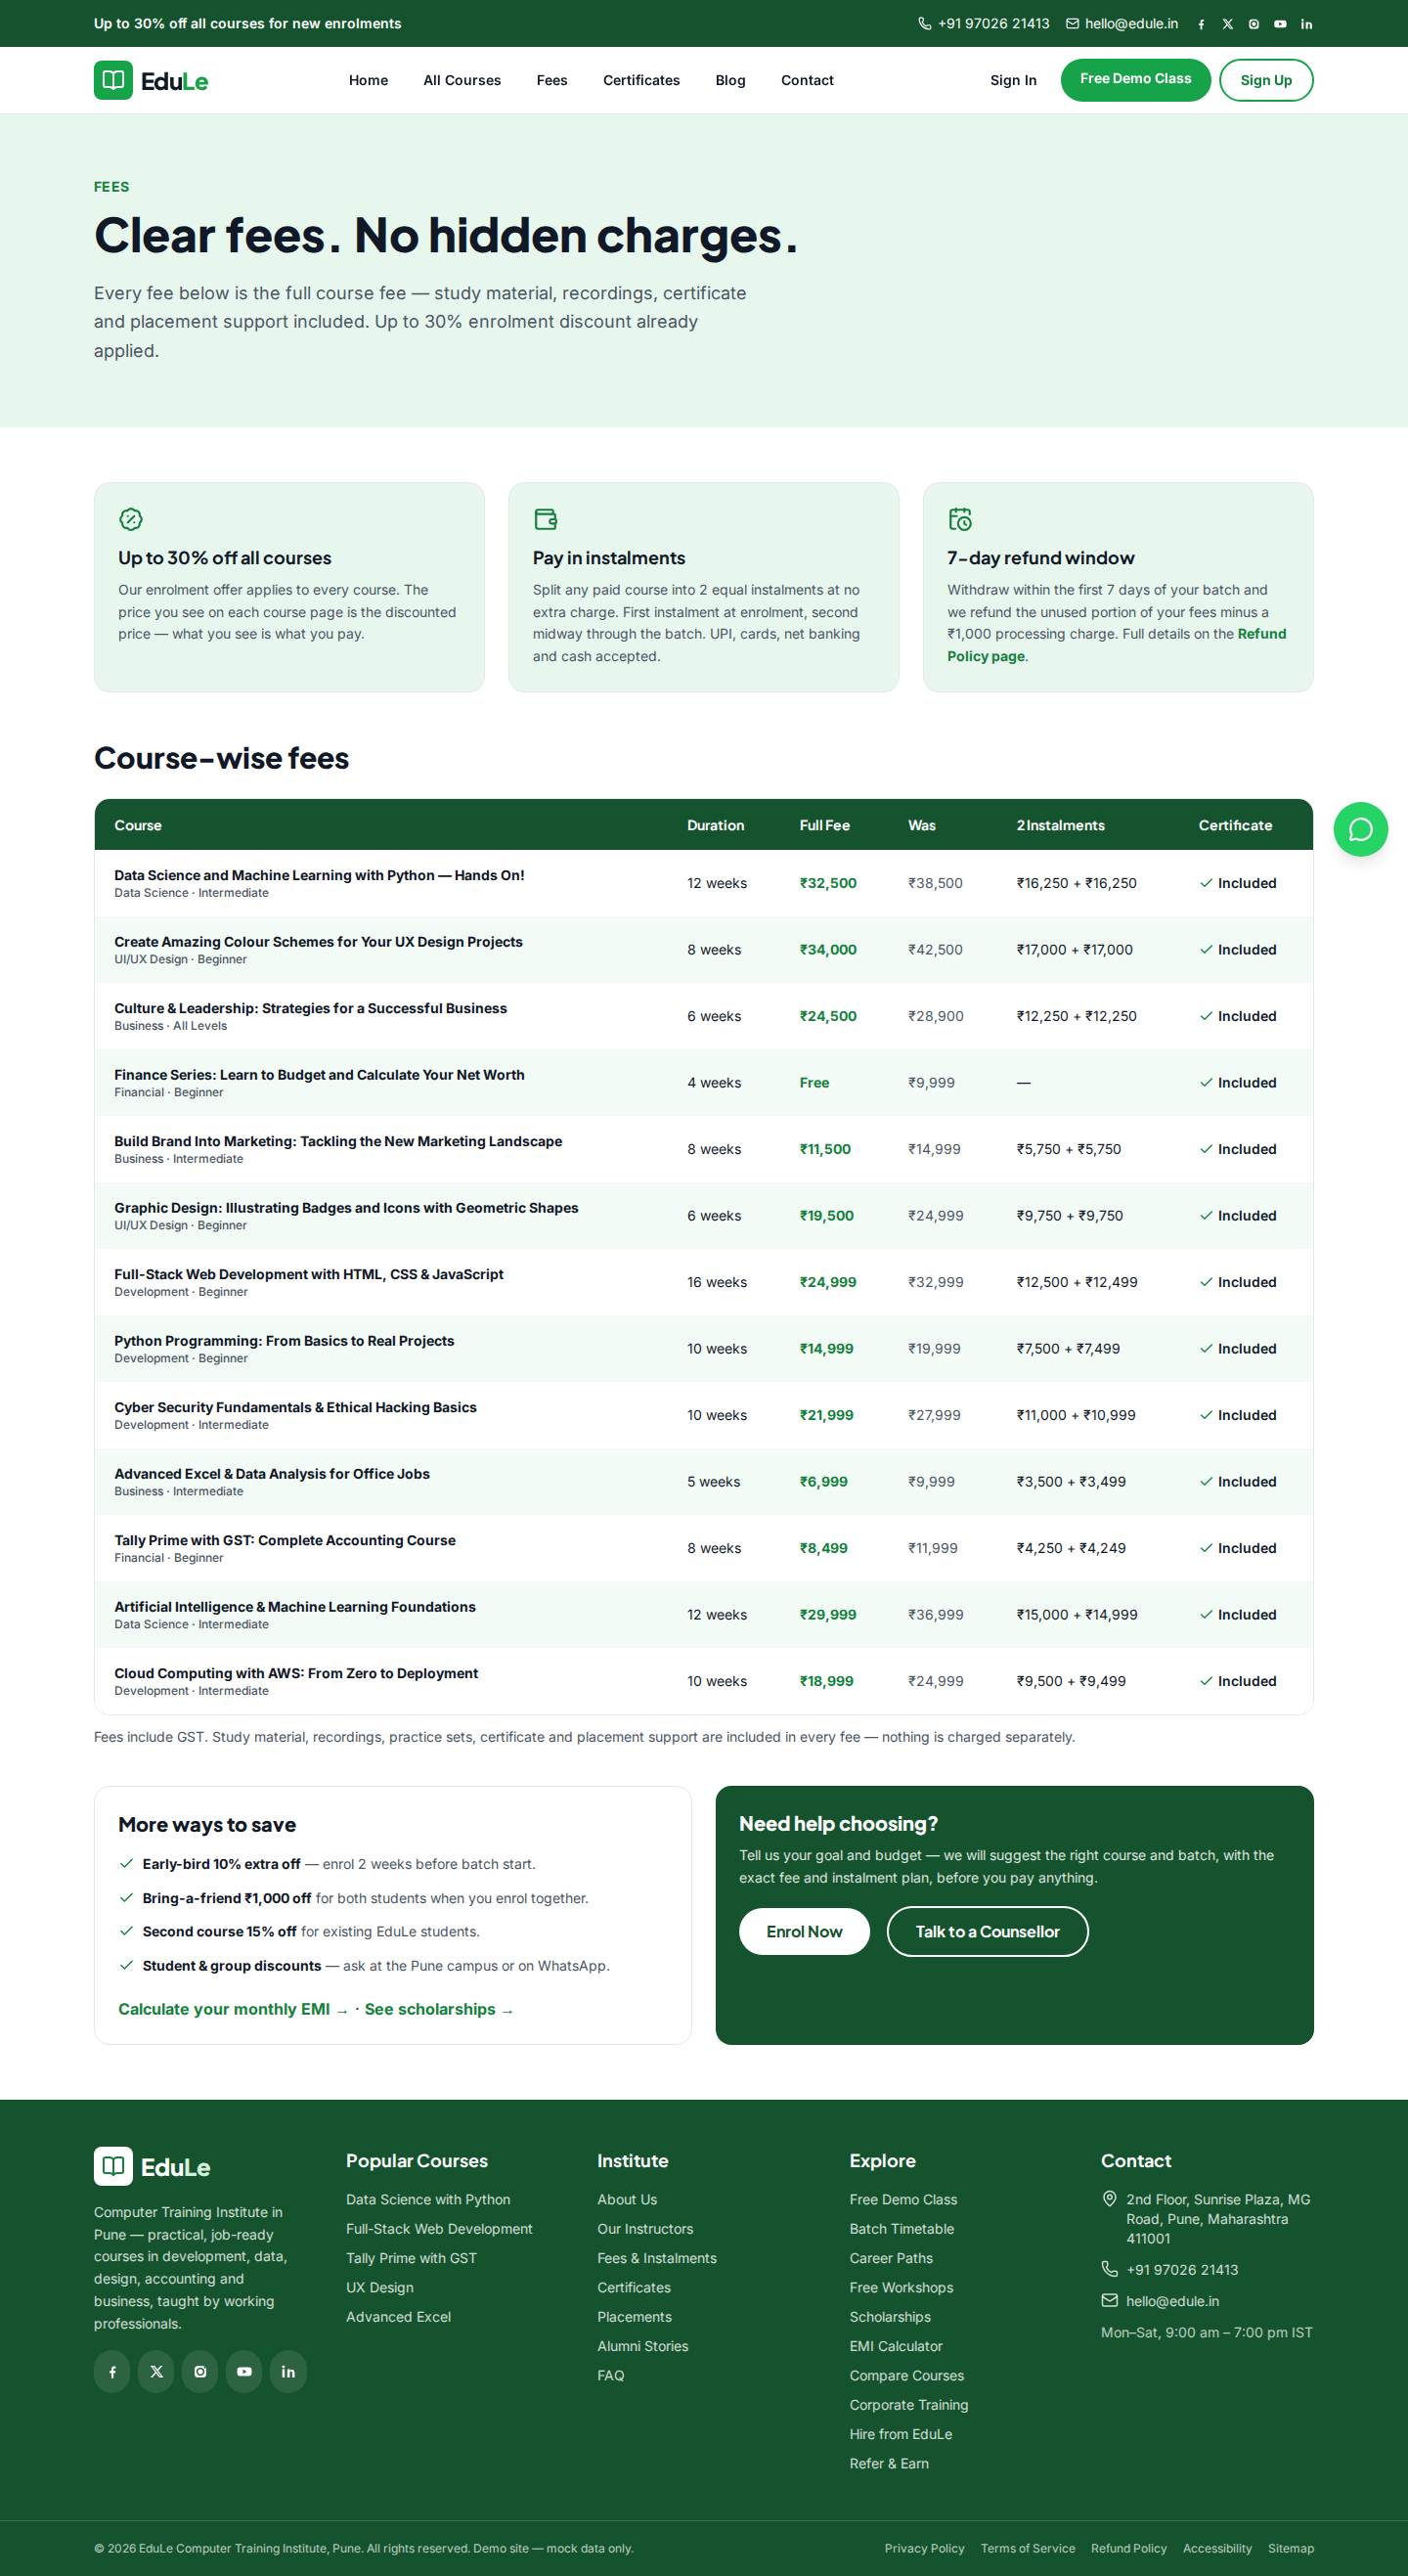 Up to 30% off all courses for new enrolments
+91 97026 21413 hello@edule.in
EduLe
Home All Courses Fees Certificates Blog Contact Sign In Free Demo Class Sign Up
FEES
Clear fees. No hidden charges.
Every fee below is the full course fee — study material, recordings, certificate
and placement support included. Up to 30% enrolment discount already
applied.
Up to 30% off all courses
Our enrolment offer applies to every course. The
price you see on each course page is the discounted
price — what you see is what you pay.
Pay in instalments
Split any paid course into 2 equal instalments at no
extra charge. First instalment at enrolment, second
midway through the batch. UPI, cards, net banking
and cash accepted.
7-day refund window
Withdraw within the first 7 days of your batch and
we refund the unused portion of your fees minus a
₹1,000 processing charge. Full details on the Refund
Policy page.
Course-wise fees
Course Duration Full Fee Was 2 Instalments Certificate
Data Science and Machine Learning with Python — Hands On!
Data Science · Intermediate
12 weeks ₹32,500 ₹38,500 ₹16,250 + ₹16,250 Included
Create Amazing Colour Schemes for Your UX Design Projects
UI/UX Design · Beginner
8 weeks ₹34,000 ₹42,500 ₹17,000 + ₹17,000 Included
Culture & Leadership: Strategies for a Successful Business
Business · All Levels
6 weeks ₹24,500 ₹28,900 ₹12,250 + ₹12,250 Included
Finance Series: Learn to Budget and Calculate Your Net Worth
Financial · Beginner
4 weeks Free ₹9,999 — Included
Build Brand Into Marketing: Tackling the New Marketing Landscape
Business · Intermediate
8 weeks ₹11,500 ₹14,999 ₹5,750 + ₹5,750 Included
Graphic Design: Illustrating Badges and Icons with Geometric Shapes
UI/UX Design · Beginner
6 weeks ₹19,500 ₹24,999 ₹9,750 + ₹9,750 Included
Full-Stack Web Development with HTML, CSS & JavaScript
Development · Beginner
16 weeks ₹24,999 ₹32,999 ₹12,500 + ₹12,499 Included
Python Programming: From Basics to Real Projects
Development · Beginner
10 weeks ₹14,999 ₹19,999 ₹7,500 + ₹7,499 Included
Cyber Security Fundamentals & Ethical Hacking Basics
Development · Intermediate
10 weeks ₹21,999 ₹27,999 ₹11,000 + ₹10,999 Included
Advanced Excel & Data Analysis for Office Jobs
Business · Intermediate
5 weeks ₹6,999 ₹9,999 ₹3,500 + ₹3,499 Included
Tally Prime with GST: Complete Accounting Course
Financial · Beginner
8 weeks ₹8,499 ₹11,999 ₹4,250 + ₹4,249 Included
Artificial Intelligence & Machine Learning Foundations
Data Science · Intermediate
12 weeks ₹29,999 ₹36,999 ₹15,000 + ₹14,999 Included
Cloud Computing with AWS: From Zero to Deployment
Development · Intermediate
10 weeks ₹18,999 ₹24,999 ₹9,500 + ₹9,499 Included
Fees include GST. Study material, recordings, practice sets, certificate and placement support are included in every fee — nothing is charged separately.
More ways to save
Early-bird 10% extra off — enrol 2 weeks before batch start.
Bring-a-friend ₹1,000 off for both students when you enrol together.
Second course 15% off for existing EduLe students.
Student & group discounts — ask at the Pune campus or on WhatsApp.
Calculate your monthly EMI → · See scholarships →
Need help choosing?
Tell us your goal and budget — we will suggest the right course and batch, with the
exact fee and instalment plan, before you pay anything.
Enrol Now Talk to a Counsellor
EduLe
Computer Training Institute in
Pune — practical, job-ready
courses in development, data,
design, accounting and
business, taught by working
professionals.
Popular Courses
Data Science with Python
Full-Stack Web Development
Tally Prime with GST
UX Design
Advanced Excel
Institute
About Us
Our Instructors
Fees & Instalments
Certificates
Placements
Alumni Stories
FAQ
Explore
Free Demo Class
Batch Timetable
Career Paths
Free Workshops
Scholarships
EMI Calculator
Compare Courses
Corporate Training
Hire from EduLe
Refer & Earn
Contact
2nd Floor, Sunrise Plaza, MG
Road, Pune, Maharashtra
411001
+91 97026 21413
hello@edule.in
Mon–Sat, 9:00 am – 7:00 pm IST
© 2026 EduLe Computer Training Institute, Pune. All rights reserved. Demo site — mock data only.
Privacy Policy Terms of Service Refund Policy Accessibility Sitemap